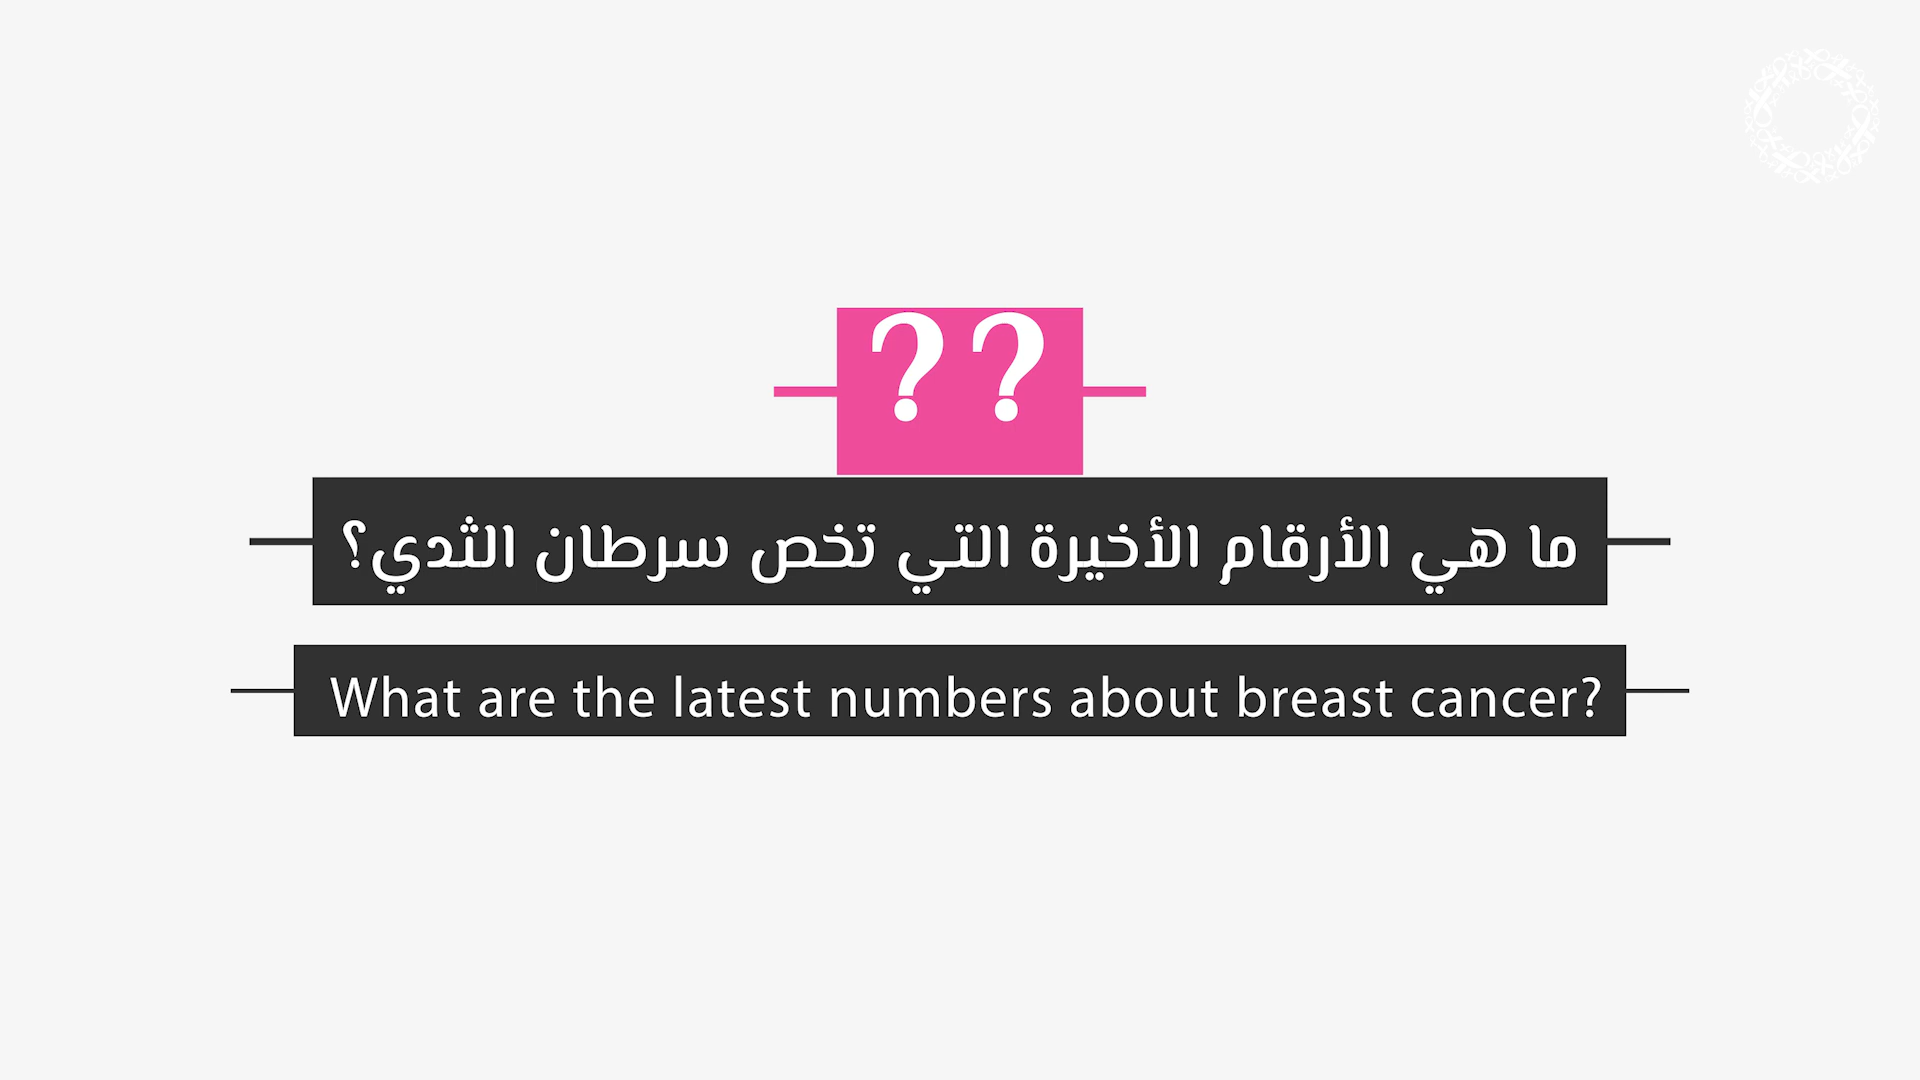 ??
ما هي الأرقام الأخيرة التي تخص سرطان الثدي؟
What are the latest numbers about breast cancer?